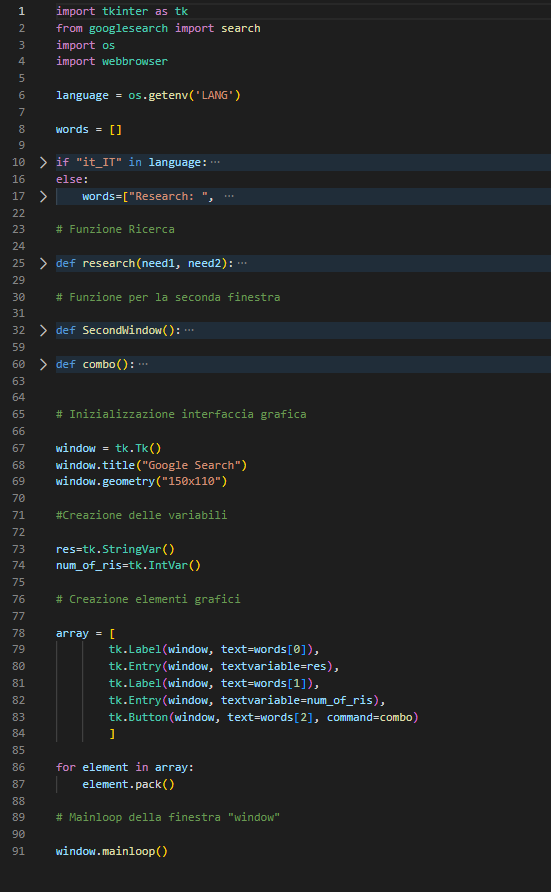 1 import tkinter as tk
2 from googlesearch import search
3 import os
4 import webbrowser
5
6 language = os.getenv('LANG')
7
8 words = []
9
10 if "it_IT" in language: ···
16 else:
17     words=["Research: ", ···
22
23 # Funzione Ricerca
24
25 def research(need1, need2): ···
29
30 # Funzione per la seconda finestra
31
32 def SecondWindow(): ···
59
60 def combo(): ···
63
64
65 # Inizializzazione interfaccia grafica
66
67 window = tk.Tk()
68 window.title("Google Search")
69 window.geometry("150x110")
70
71 #Creazione delle variabili
72
73 res=tk.StringVar()
74 num_of_ris=tk.IntVar()
75
76 # Creazione elementi grafici
77
78 array = [
79         tk.Label(window, text=words[0]),
80         tk.Entry(window, textvariable=res),
81         tk.Label(window, text=words[1]),
82         tk.Entry(window, textvariable=num_of_ris),
83         tk.Button(window, text=words[2], command=combo)
84         ]
85
86 for element in array:
87     element.pack()
88
89 # Mainloop della finestra "window"
90
91 window.mainloop()